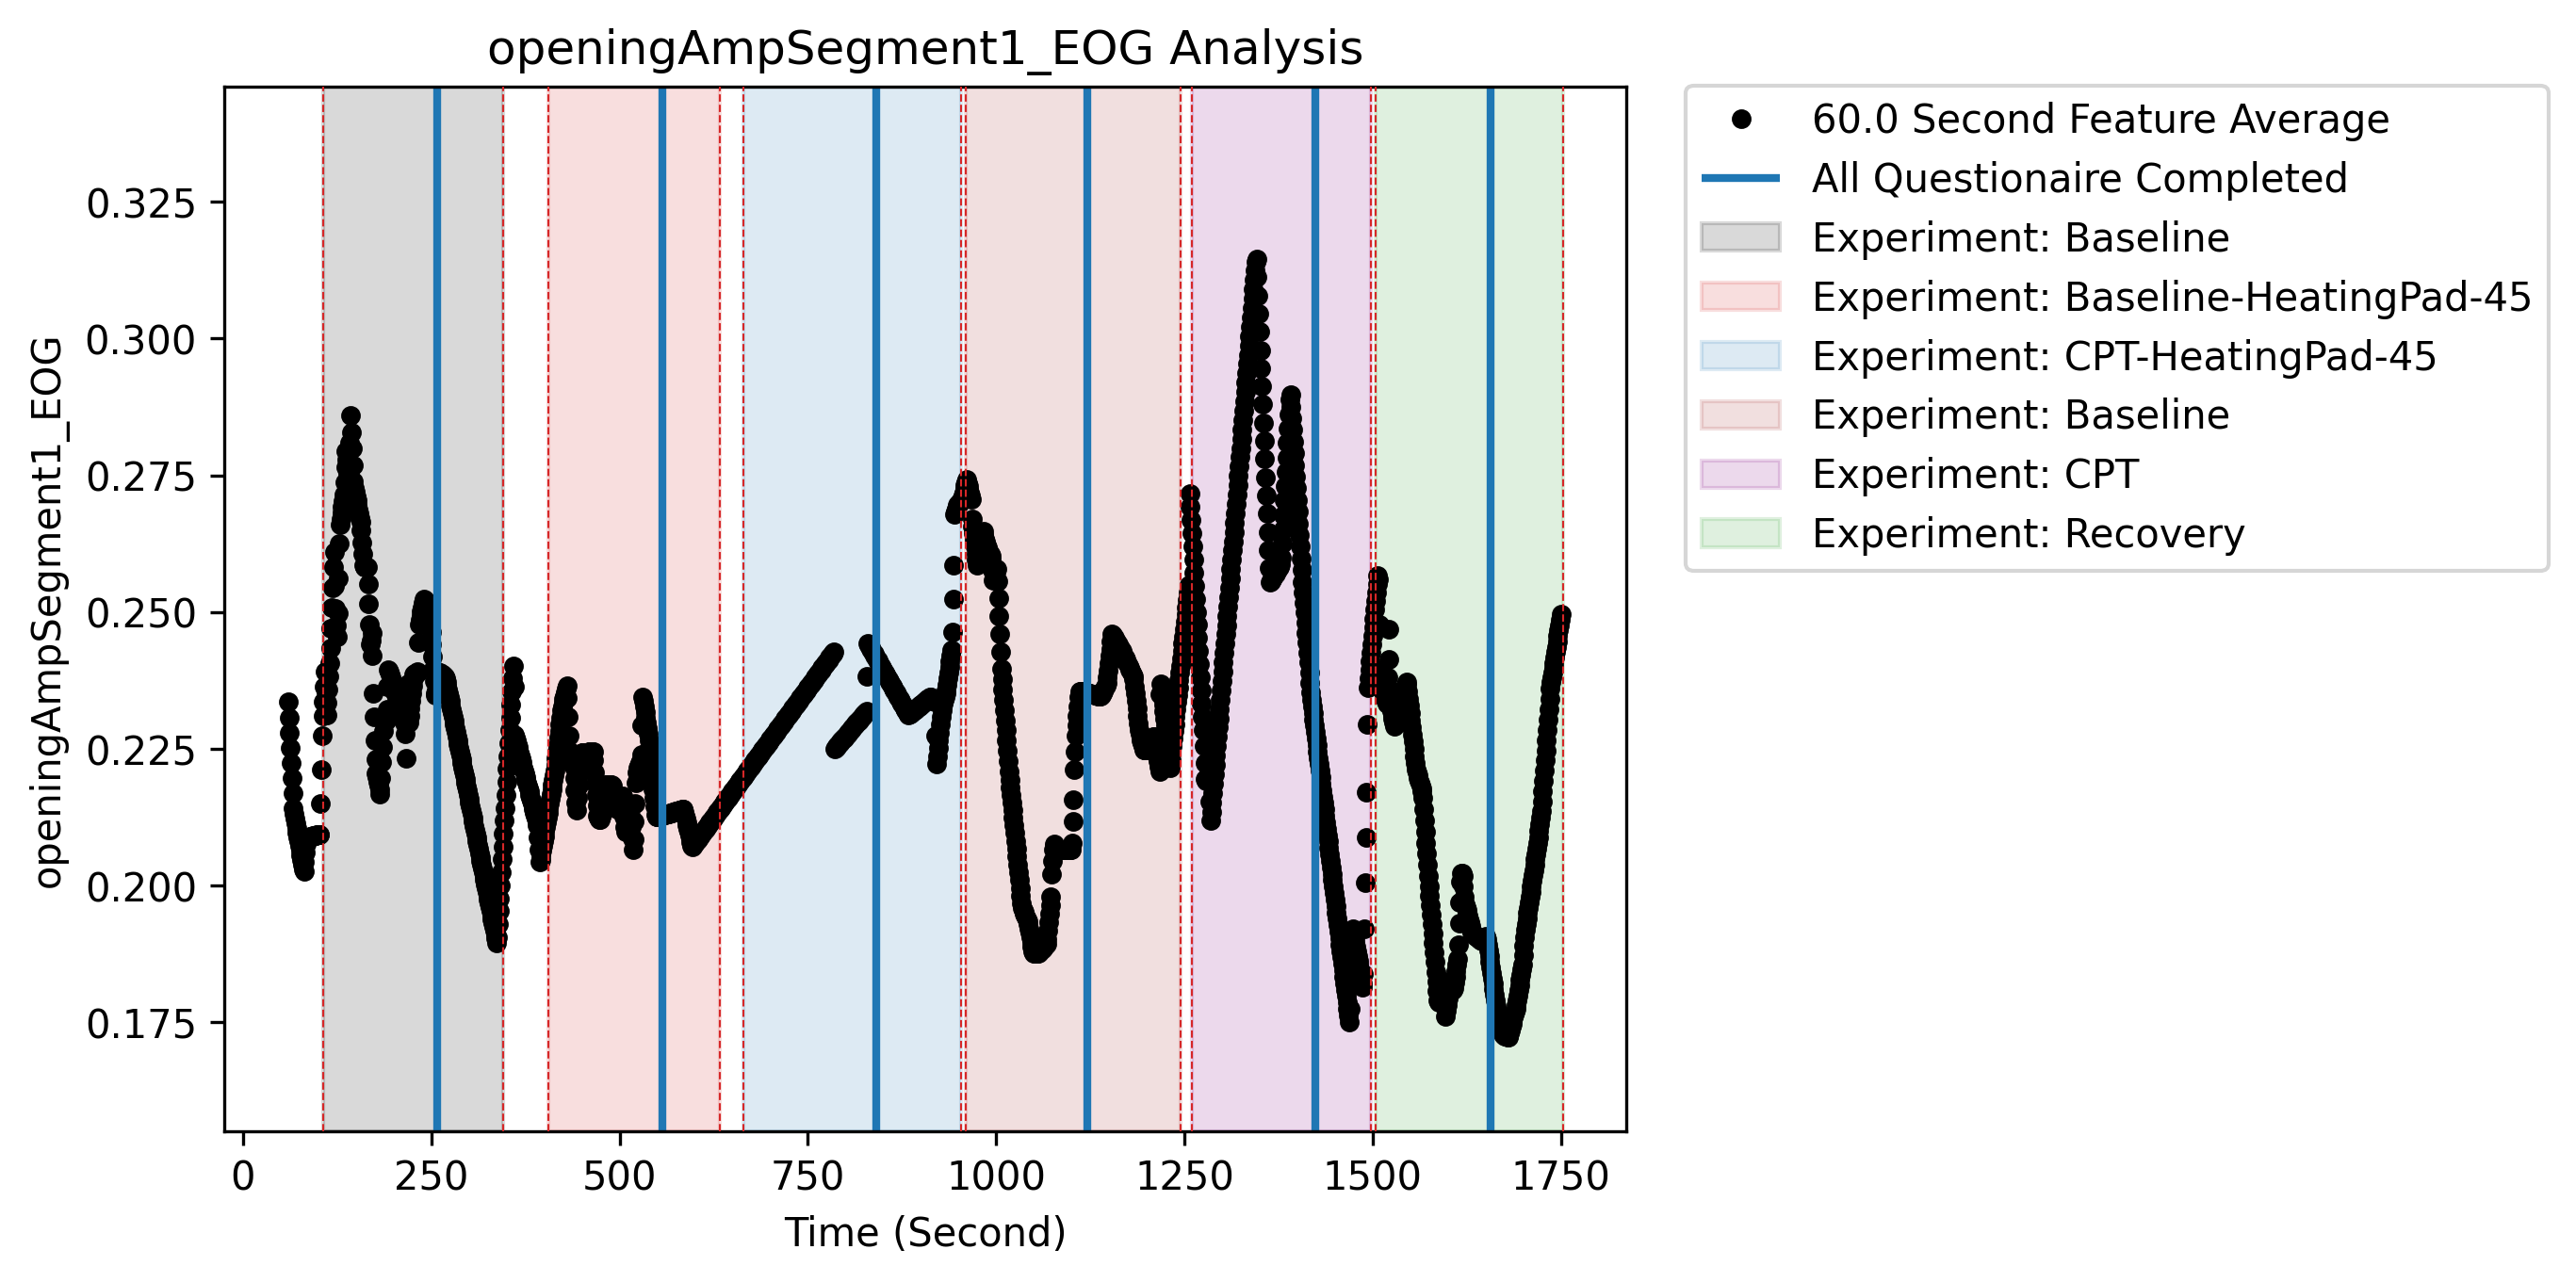 openingAmpSegment1_EOG Analysis
openingAmpSegment1_EOG
0.325
0.300
0.275
0.250
0.225
0.200
0.175
0 250 500 750 1000 1250 1500 1750
Time (Second)
60.0 Second Feature Average
All Questionaire Completed
Experiment: Baseline
Experiment: Baseline-HeatingPad-45
Experiment: CPT-HeatingPad-45
Experiment: Baseline
Experiment: CPT
Experiment: Recovery